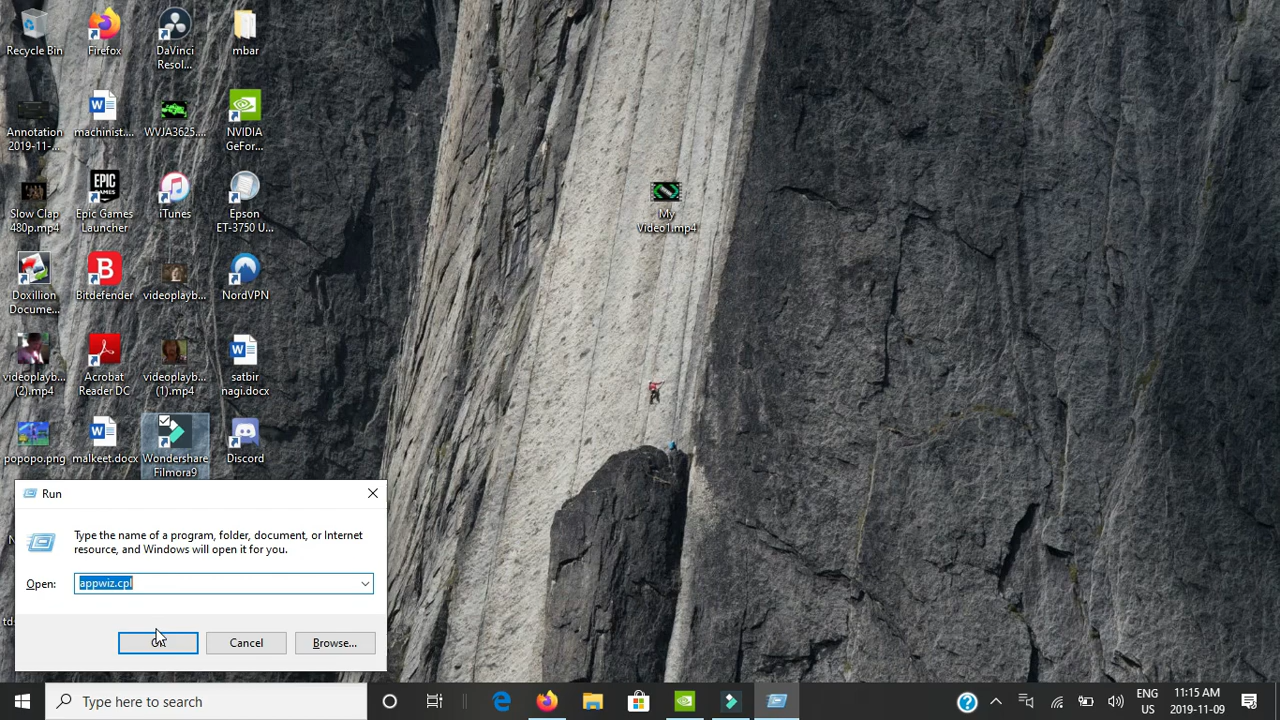 Recycle Bin
Firefox
DaVinci
Resol...
mbar
Annotation
2019-11-...
machinist....
WVJA3625....
NVIDIA
GeFor...
EPIC
GAMES
Slow Clap
480p.mp4
Epic Games
Launcher
iTunes
Epson
ET-3750 U...
My
Video1.mp4
B
Doxillion
Docume...
Bitdefender
videoplayb...
NordVPN
videoplayb...
(2).mp4
Acrobat
Reader DC
videoplayb...
(1).mp4
satbir
nagi.docx
popopo.png
malkeet.docx
Wondershare
Filmora9
Discord
Run
Type the name of a program, folder, document, or Internet
resource, and Windows will open it for you.
Open:
appwiz.cpl
OK
Cancel
Browse...
Type here to search
ENG
US
11:15 AM
2019-11-09